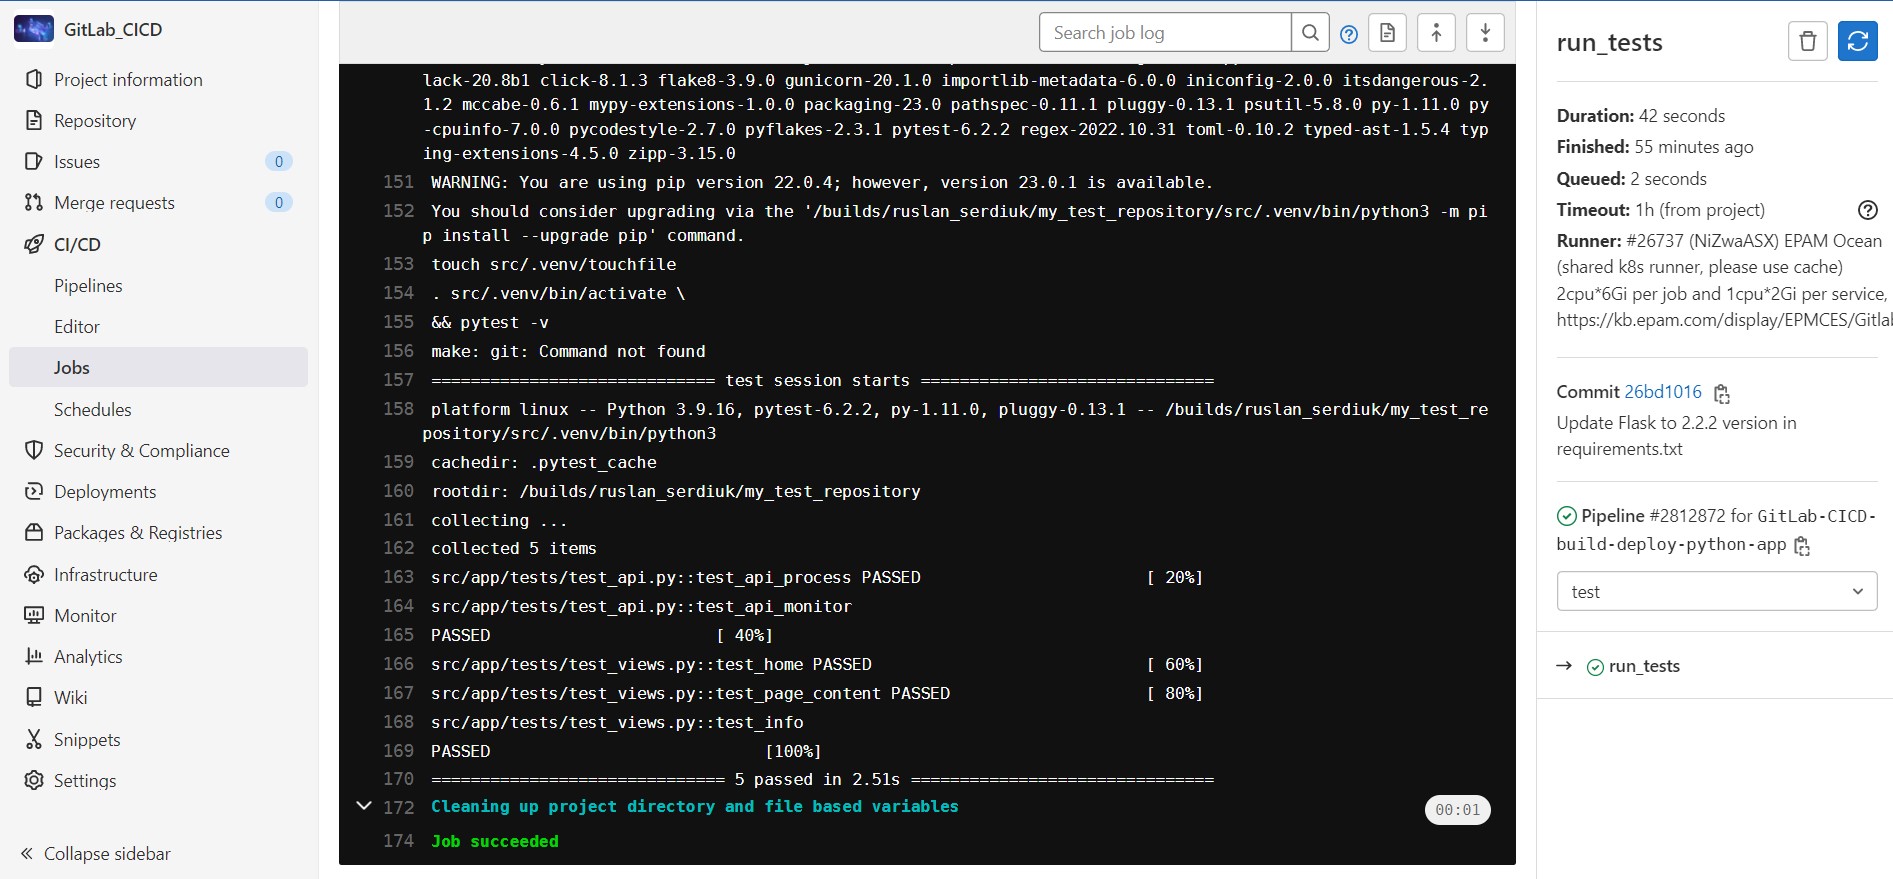 GitLab_CICD
Project information
Repository
Issues 0
Merge requests 0
CI/CD
Pipelines
Editor
Jobs
Schedules
Security & Compliance
Deployments
Packages & Registries
Infrastructure
Monitor
Analytics
Wiki
Snippets
Settings
Collapse sidebar
Search job log
lack-20.8b1 click-8.1.3 flake8-3.9.0 gunicorn-20.1.0 importlib-metadata-6.0.0 iniconfig-2.0.0 itsdangerous-2.
1.2 mccabe-0.6.1 mypy-extensions-1.0.0 packaging-23.0 pathspec-0.11.1 pluggy-0.13.1 psutil-5.8.0 py-1.11.0 py
-cpuinfo-7.0.0 pycodestyle-2.7.0 pyflakes-2.3.1 pytest-6.2.2 regex-2022.10.31 toml-0.10.2 typed-ast-1.5.4 typ
ing-extensions-4.5.0 zipp-3.15.0
151 WARNING: You are using pip version 22.0.4; however, version 23.0.1 is available.
152 You should consider upgrading via the '/builds/ruslan_serdiuk/my_test_repository/src/.venv/bin/python3 -m pi
p install --upgrade pip' command.
153 touch src/.venv/touchfile
154 . src/.venv/bin/activate \
155 && pytest -v
156 make: git: Command not found
157 ============================= test session starts ==============================
158 platform linux -- Python 3.9.16, pytest-6.2.2, py-1.11.0, pluggy-0.13.1 -- /builds/ruslan_serdiuk/my_test_re
pository/src/.venv/bin/python3
159 cachedir: .pytest_cache
160 rootdir: /builds/ruslan_serdiuk/my_test_repository
161 collecting ...
162 collected 5 items
163 src/app/tests/test_api.py::test_api_process PASSED [ 20%]
164 src/app/tests/test_api.py::test_api_monitor
165 PASSED [ 40%]
166 src/app/tests/test_views.py::test_home PASSED [ 60%]
167 src/app/tests/test_views.py::test_page_content PASSED [ 80%]
168 src/app/tests/test_views.py::test_info
169 PASSED [100%]
170 ============================== 5 passed in 2.51s ===============================
172 Cleaning up project directory and file based variables 00:01
174 Job succeeded
run_tests
Duration: 42 seconds
Finished: 55 minutes ago
Queued: 2 seconds
Timeout: 1h (from project)
Runner: #26737 (NiZwaASX) EPAM Ocean
(shared k8s runner, please use cache)
2cpu*6Gi per job and 1cpu*2Gi per service,
https://kb.epam.com/display/EPMCES/Gitla
Commit 26bd1016
Update Flask to 2.2.2 version in
requirements.txt
Pipeline #2812872 for GitLab-CICD-
build-deploy-python-app
test
→ run_tests